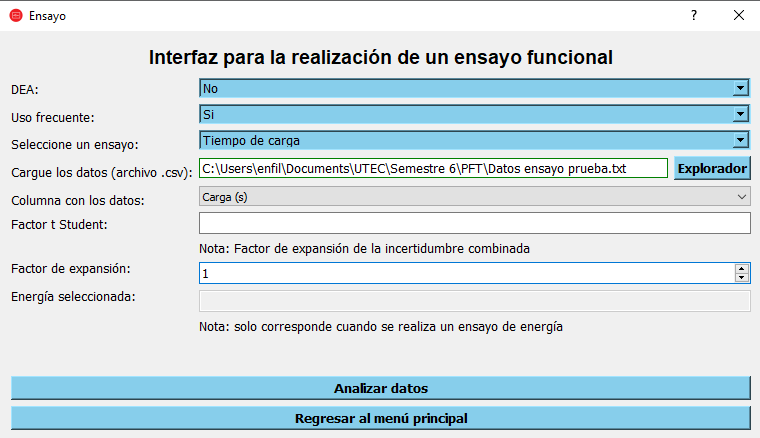 Ensayo
Interfaz para la realización de un ensayo funcional
DEA: No
Uso frecuente: Si
Seleccione un ensayo: Tiempo de carga
Cargue los datos (archivo .csv): C:\Users\enfil\Documents\UTEC\Semestre 6\PFT\Datos ensayo prueba.txt Explorador
Columna con los datos: Carga (s)
Factor t Student:
Nota: Factor de expansión de la incertidumbre combinada
Factor de expansión: 1
Energía seleccionada:
Nota: solo corresponde cuando se realiza un ensayo de energía
Analizar datos
Regresar al menú principal